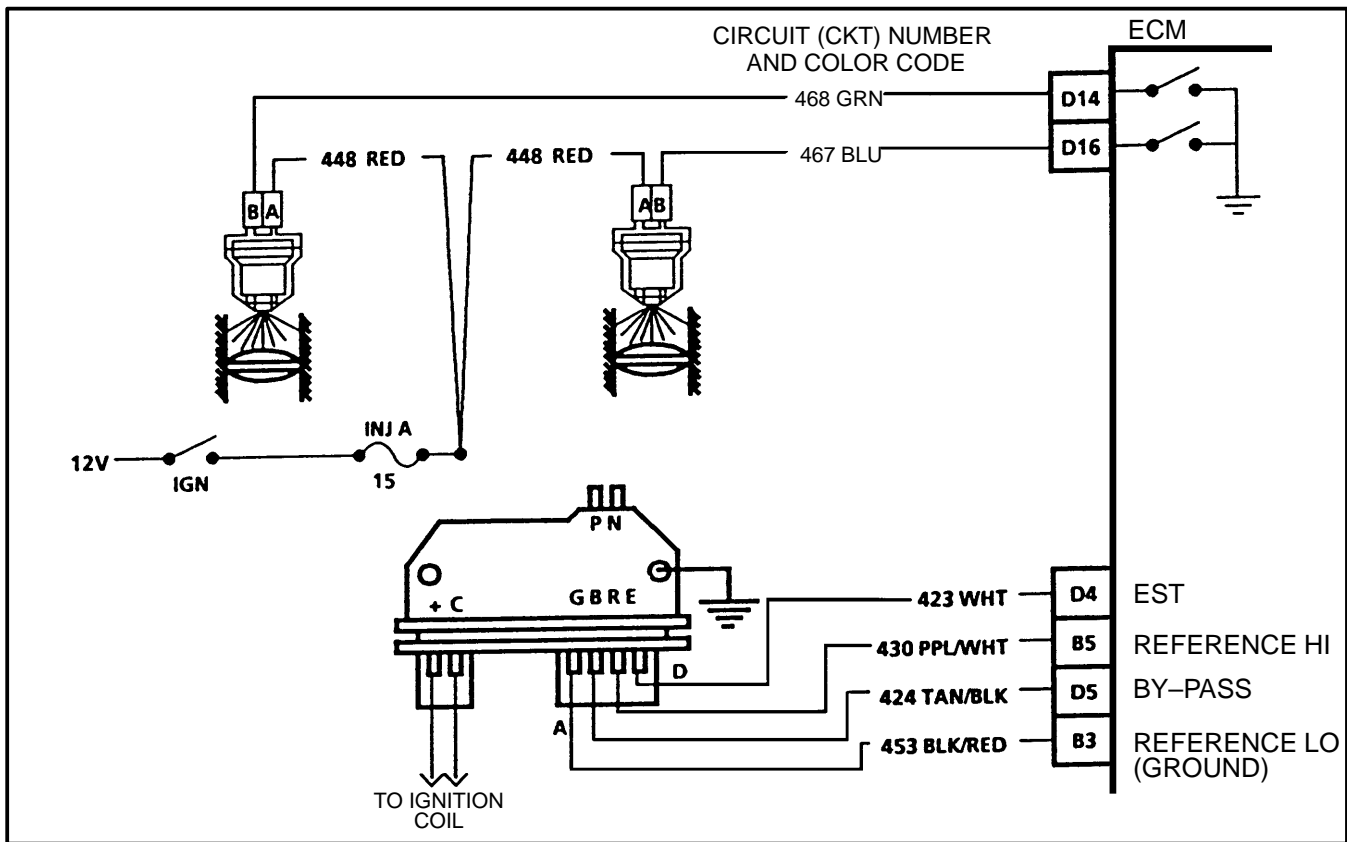 CIRCUIT (CKT) NUMBER
AND COLOR CODE
ECM
468 GRN
D14
448 RED
448 RED
467 BLU
D16
B A
A B
12V
IGN
INJ A
15
P N
+ C
G B R E
D
A
423 WHT
D4
EST
430 PPL/WHT
B5
REFERENCE HI
424 TAN/BLK
D5
BY–PASS
453 BLK/RED
B3
REFERENCE LO
(GROUND)
TO IGNITION
COIL